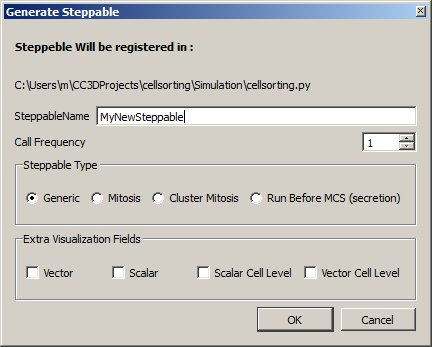 Generate Steppable
Steppeble Will be registered in :
C:\Users\m\CC3DProjects\cellsorting\Simulation\cellsorting.py
SteppableName MyNewSteppable
Call Frequency 1
Steppable Type
Generic Mitosis Cluster Mitosis Run Before MCS (secretion)
Extra Visualization Fields
Vector Scalar Scalar Cell Level Vector Cell Level
OK Cancel